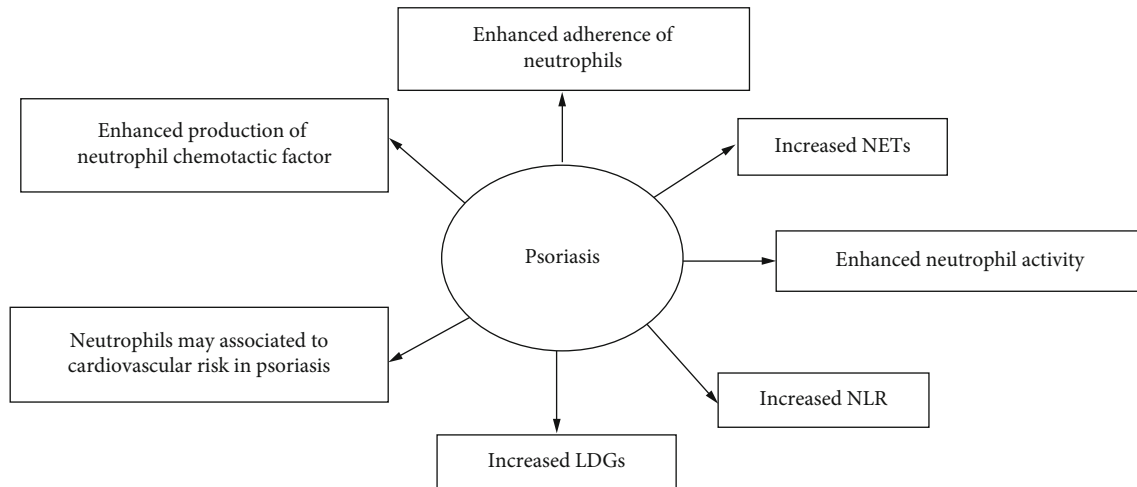 Enhanced adherence of
neutrophils
Enhanced production of
neutrophil chemotactic factor
Increased NETs
Psoriasis
Enhanced neutrophil activity
Neutrophils may associated to
cardiovascular risk in psoriasis
Increased NLR
Increased LDGs